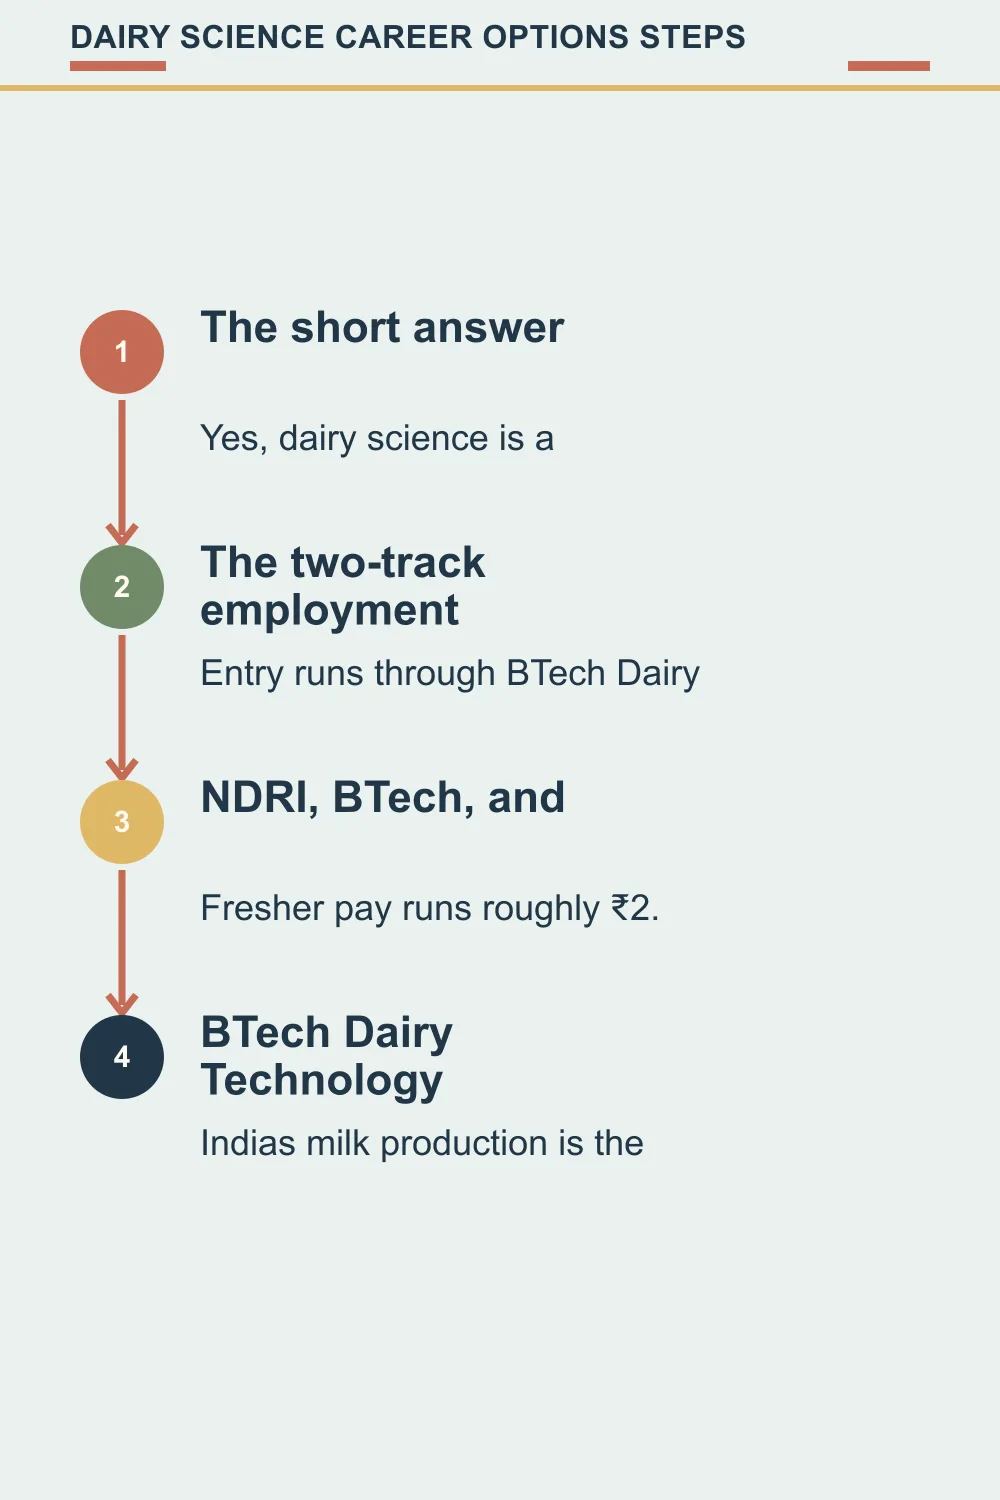 DAIRY SCIENCE CAREER OPTIONS STEPS
1
The short answer
Yes, dairy science is a
2
The two-track
employment
Entry runs through BTech Dairy
3
NDRI, BTech, and
Fresher pay runs roughly ₹2.
4
BTech Dairy
Technology
Indias milk production is the